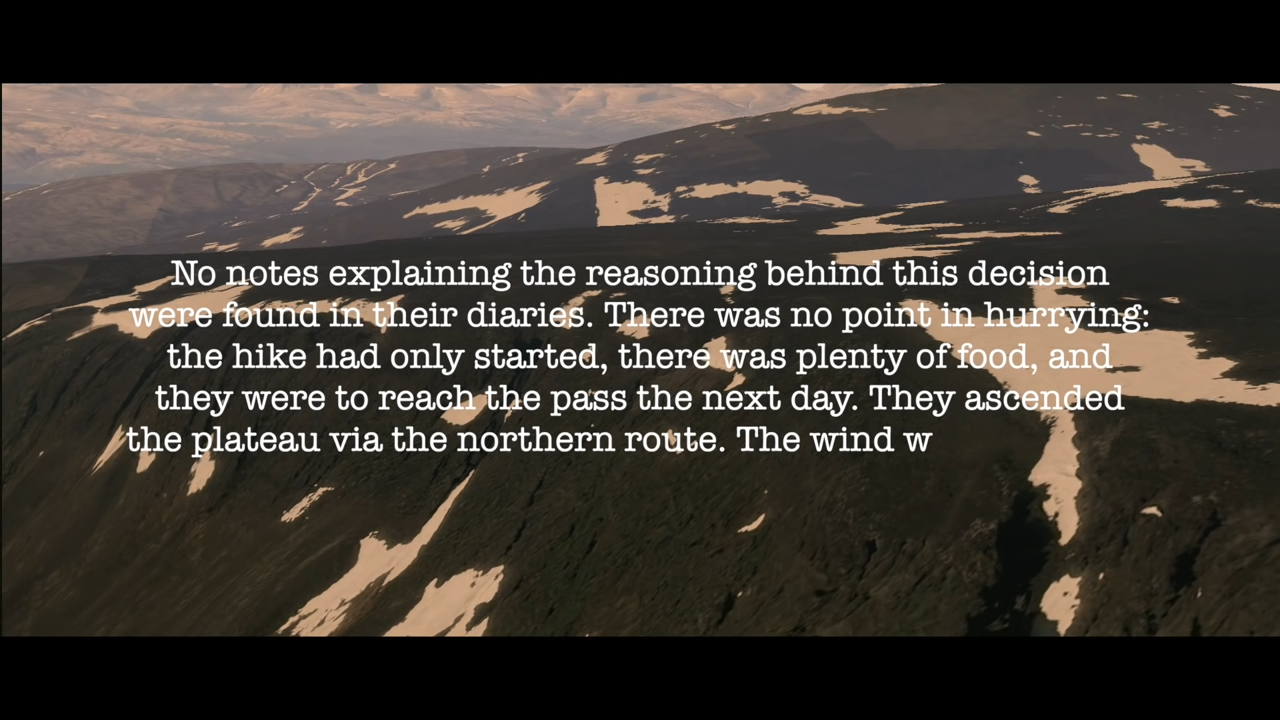 No notes explaining the reasoning behind this decision
were found in their diaries. There was no point in hurrying:
the hike had only started, there was plenty of food, and
they were to reach the pass the next day. They ascended
the plateau via the northern route. The wind w